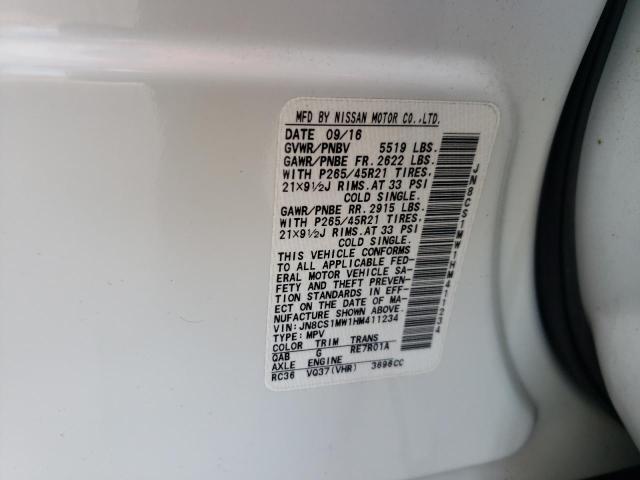 MFD BY NISSAN MOTOR CO.,LTD.
DATE 09/16
GVWR/PNBV 5519 LBS.
GAWR/PNBE FR. 2622 LBS.
WITH P265/45R21 TIRES.
21×9½J RIMS.AT 33 PSI
COLD SINGLE.
GAWR/PNBE RR. 2915 LBS.
WITH P265/45R21 TIRES.
21×9½J RIMS.AT 33 PSI
COLD SINGLE.
THIS VEHICLE CONFORMS
TO ALL APPLICABLE FED-
ERAL MOTOR VEHICLE SA-
FETY AND THEFT PREVEN-
TION STANDARDS IN EFF-
ECT ON THE DATE OF MA-
NUFACTURE SHOWN ABOVE.
VIN:JN8CS1MW1HM411234
TYPE:MPV
COLOR TRIM TRANS
QAB G RE7R01A
AXLE ENGINE
RC36 VQ37(VHR) 3696CC
JN8CS1MW1HM411234